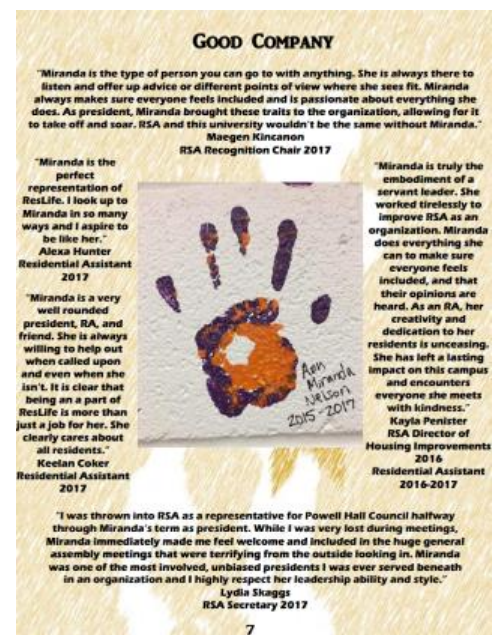 GOOD COMPANY
"Miranda is the type of person you can go to with anything. She is always there to
listen and offer up advice or different points of view where she sees fit. Miranda
always makes sure everyone feels included and is passionate about everything she
does. As president, Miranda brought these traits to the organization, allowing for it
to take off and soar. RSA and this university wouldn't be the same without Miranda."
Maegen Kincanon
RSA Recognition Chair 2017
"Miranda is the
perfect
representation of
ResLife. I look up to
Miranda in so many
ways and I aspire to
be like her."
Alexa Hunter
Residential Assistant
2017
"Miranda is a very
well rounded
president, RA, and
friend. She is always
willing to help out
when called upon
and even when she
isn't. It is clear that
being an a part of
ResLife is more than
just a job for her. She
clearly cares about
all residents."
Keelan Coker
Residential Assistant
2017
Ann
Miranda
Nelson
2015-2017
"Miranda is truly the
embodiment of a
servant leader. She
worked tirelessly to
improve RSA as an
organization. Miranda
does everything she
can to make sure
everyone feels
included, and that
their opinions are
heard. As an RA, her
creativity and
dedication to her
residents is unceasing.
She has left a lasting
impact on this campus
and encounters
everyone she meets
with kindness."
Kayla Penister
RSA Director of
Housing Improvements
2016
Residential Assistant
2016-2017
"I was thrown into RSA as a representative for Powell Hall Council halfway
through Miranda's term as president. While I was very lost during meetings,
Miranda immediately made me feel welcome and included in the huge general
assembly meetings that were terrifying from the outside looking in. Miranda
was one of the most involved, unbiased presidents I was ever served beneath
in an organization and I highly respect her leadership ability and style."
Lydia Skaggs
RSA Secretary 2017
7